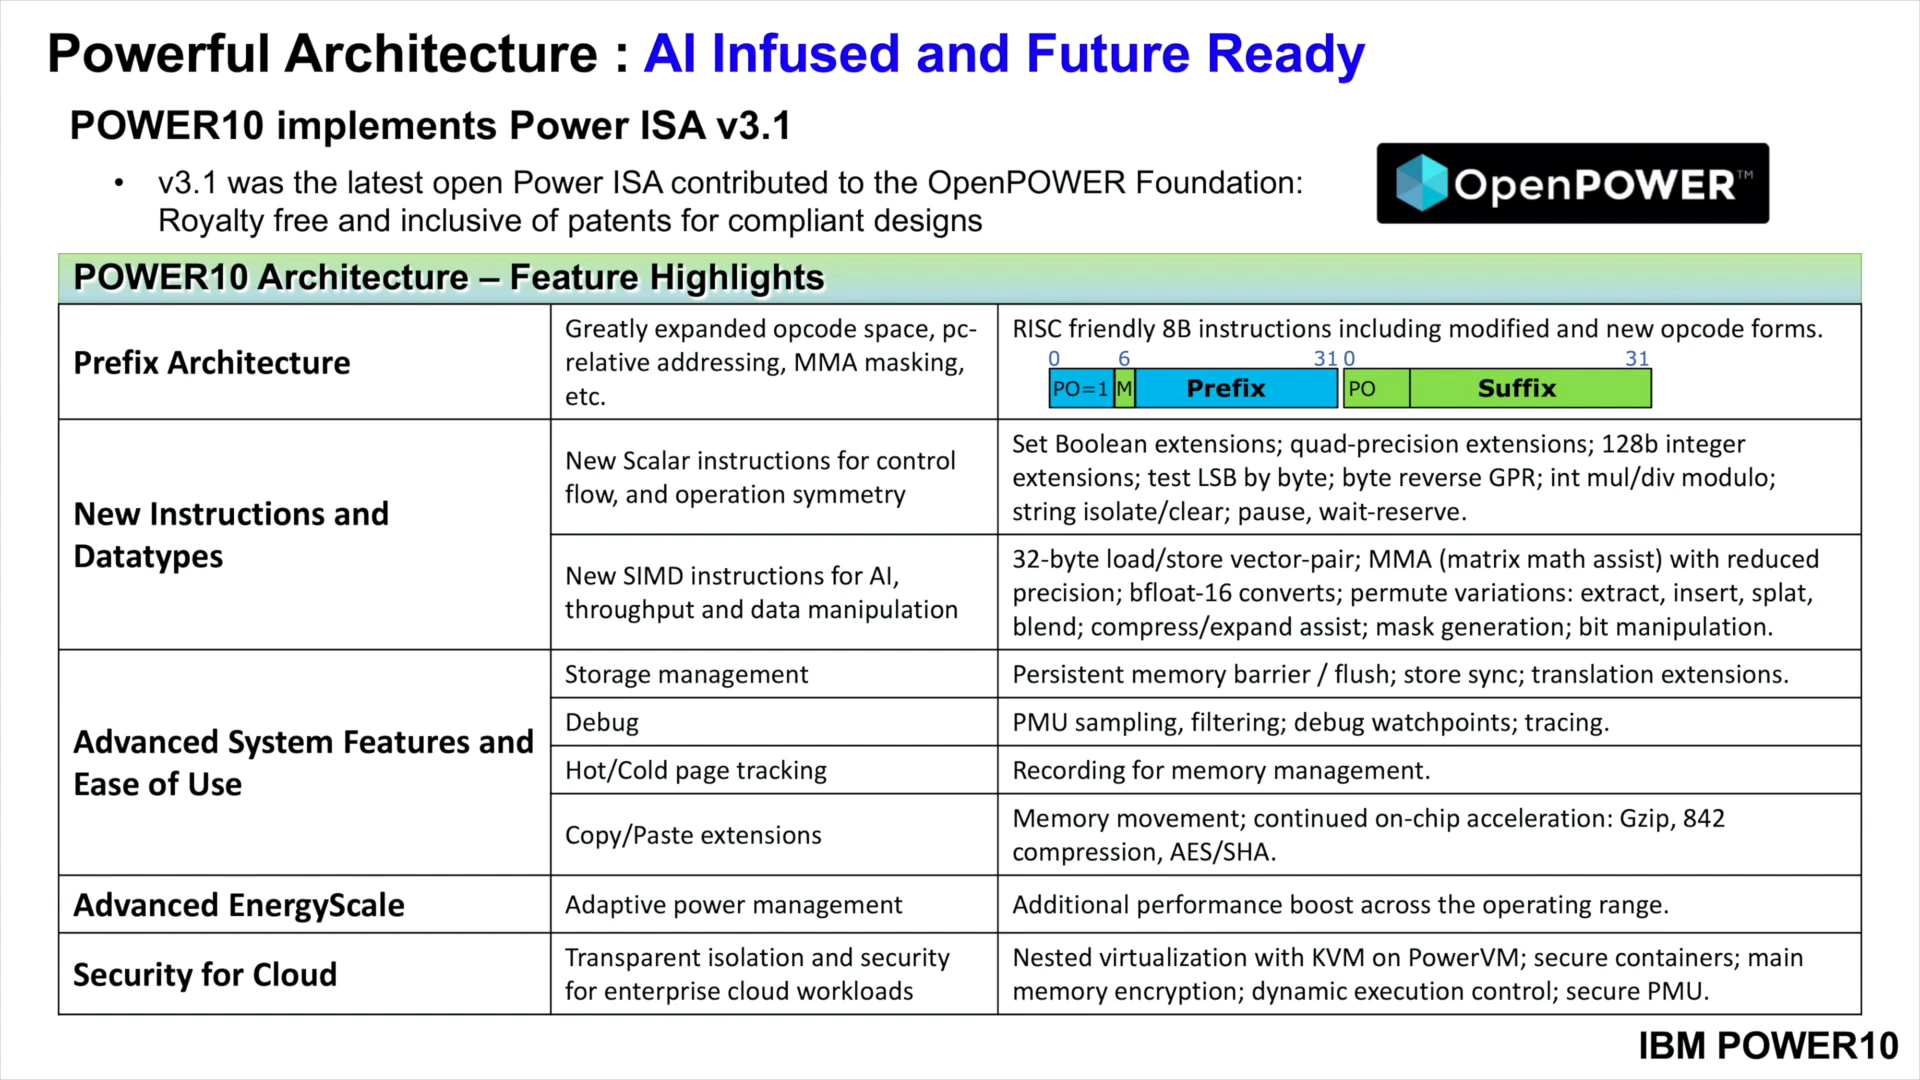 Powerful Architecture : AI Infused and Future Ready
POWER10 implements Power ISA v3.1
• v3.1 was the latest open Power ISA contributed to the OpenPOWER Foundation:
Royalty free and inclusive of patents for compliant designs
OpenPOWER™
POWER10 Architecture – Feature Highlights
Prefix Architecture
Greatly expanded opcode space, pc-
relative addressing, MMA masking,
etc.
RISC friendly 8B instructions including modified and new opcode forms.
0 6 31 0 31
PO=1 M Prefix PO Suffix
New Instructions and
Datatypes
New Scalar instructions for control
flow, and operation symmetry
Set Boolean extensions; quad-precision extensions; 128b integer
extensions; test LSB by byte; byte reverse GPR; int mul/div modulo;
string isolate/clear; pause, wait-reserve.
New SIMD instructions for AI,
throughput and data manipulation
32-byte load/store vector-pair; MMA (matrix math assist) with reduced
precision; bfloat-16 converts; permute variations: extract, insert, splat,
blend; compress/expand assist; mask generation; bit manipulation.
Advanced System Features and
Ease of Use
Storage management
Persistent memory barrier / flush; store sync; translation extensions.
Debug
PMU sampling, filtering; debug watchpoints; tracing.
Hot/Cold page tracking
Recording for memory management.
Copy/Paste extensions
Memory movement; continued on-chip acceleration: Gzip, 842
compression, AES/SHA.
Advanced EnergyScale
Adaptive power management
Additional performance boost across the operating range.
Security for Cloud
Transparent isolation and security
for enterprise cloud workloads
Nested virtualization with KVM on PowerVM; secure containers; main
memory encryption; dynamic execution control; secure PMU.
IBM POWER10